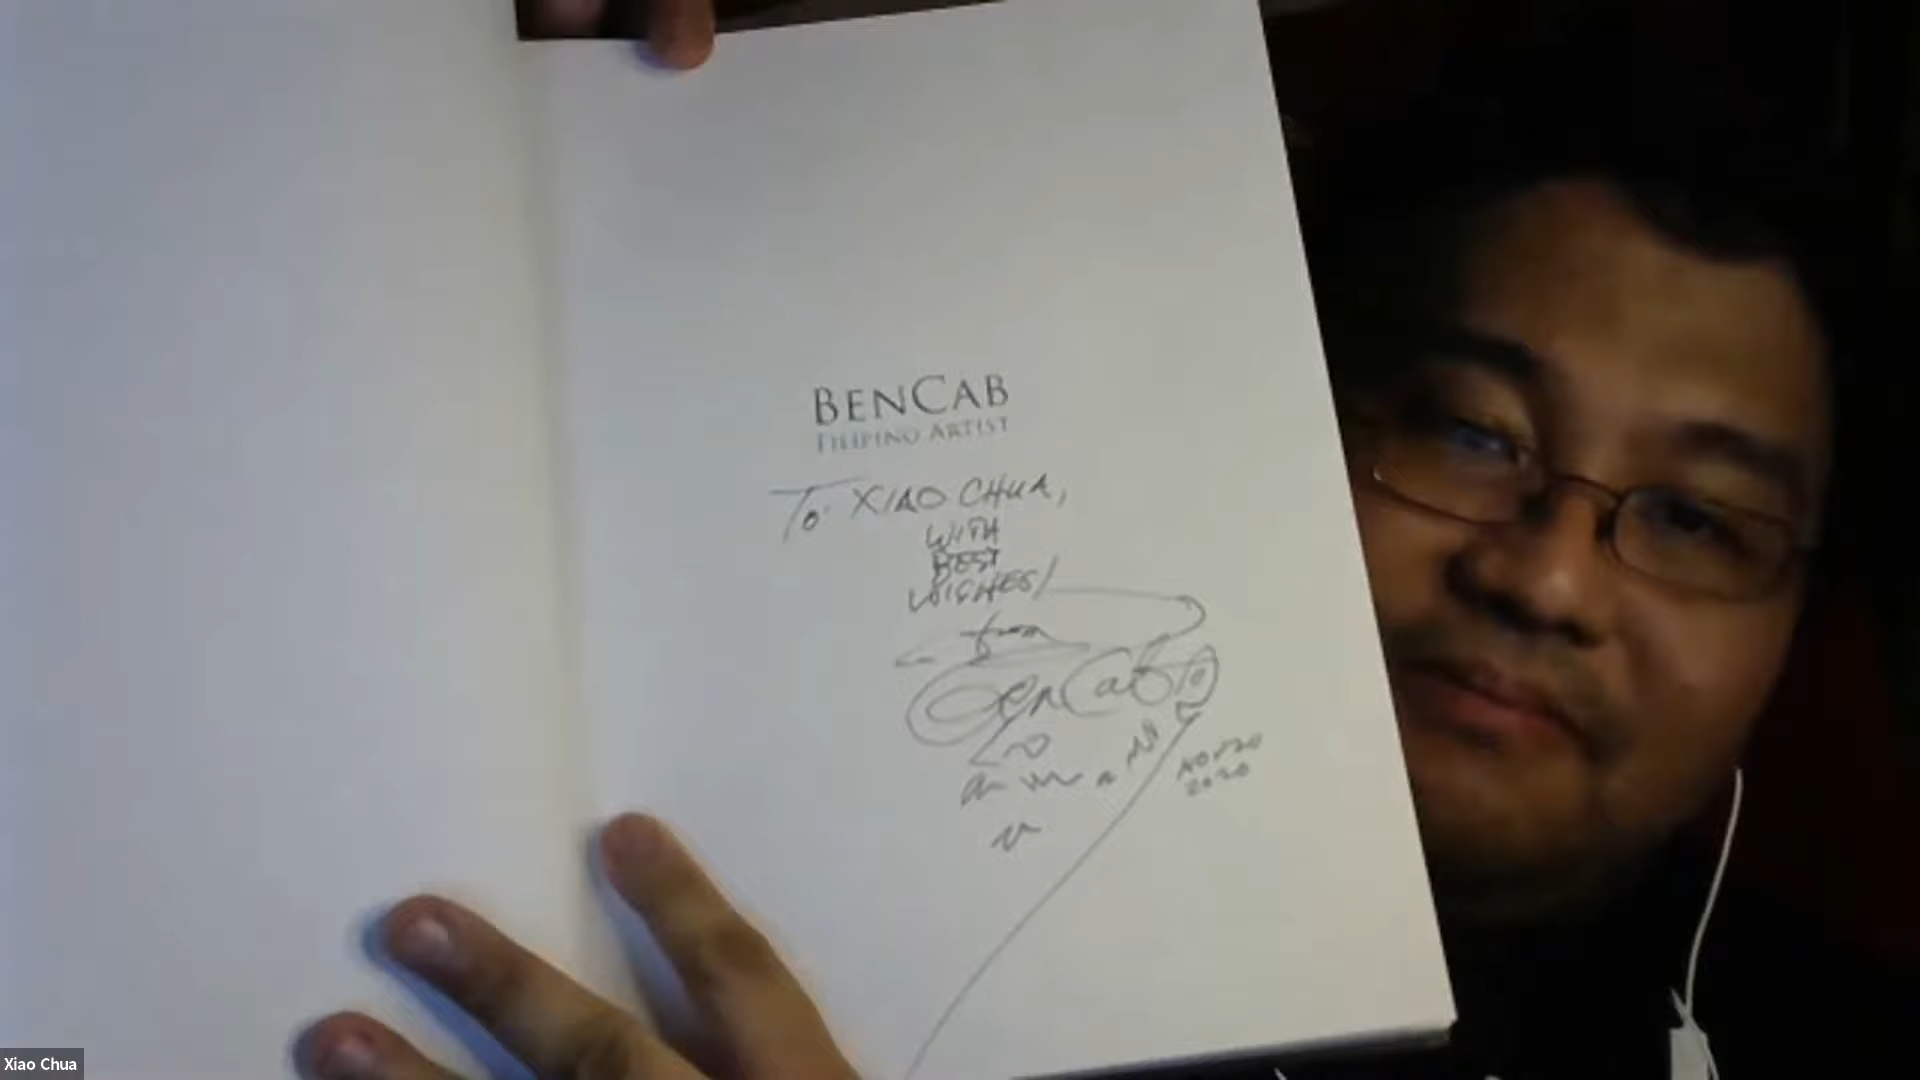 BENCAB
FILIPINO ARTIST
To XIAO CHUA,
WITH
BEST
WISHES!
from
BenCab
2020
Xiao Chua